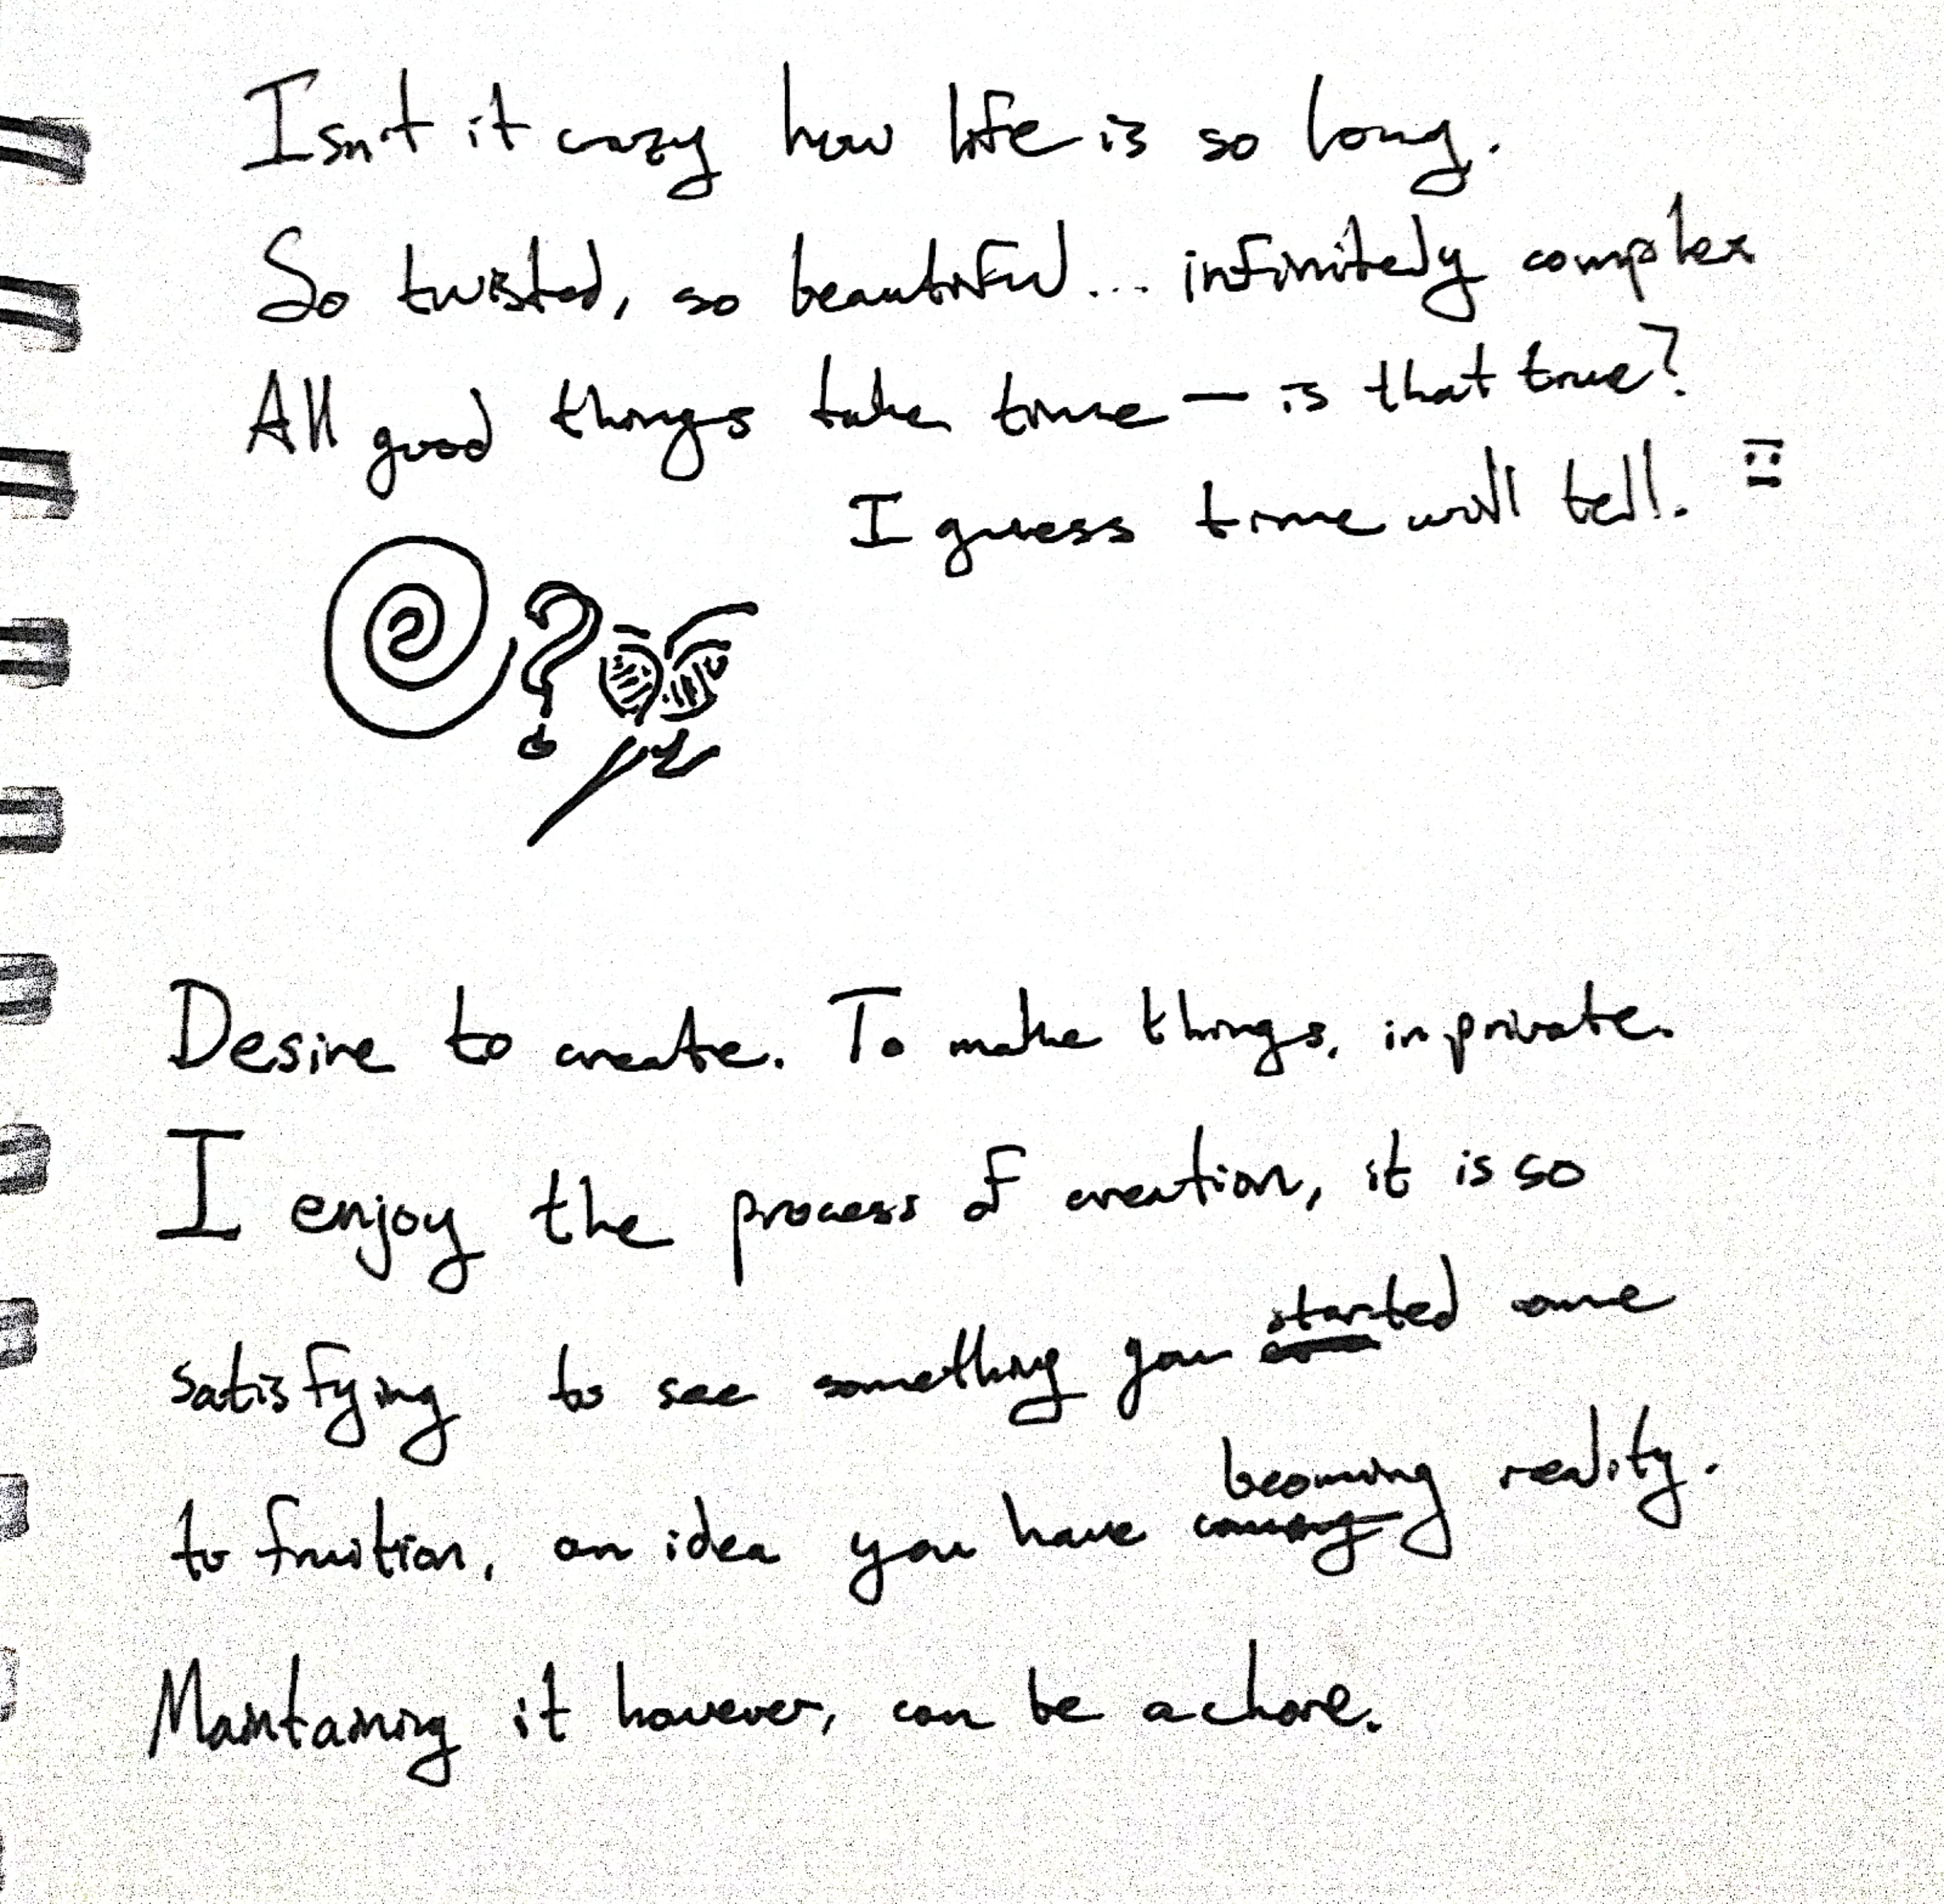 Isn't it crazy how life is so long.
So twisted, so beautiful... infinitely complex
All good things take time — is that true?
I guess time will tell.
?
Desire to create. To make things, in private.
I enjoy the process of creation, it is so
satisfying to see something you started come
to fruition, an idea you have becoming reality.
Maintaining it however, can be a chore.